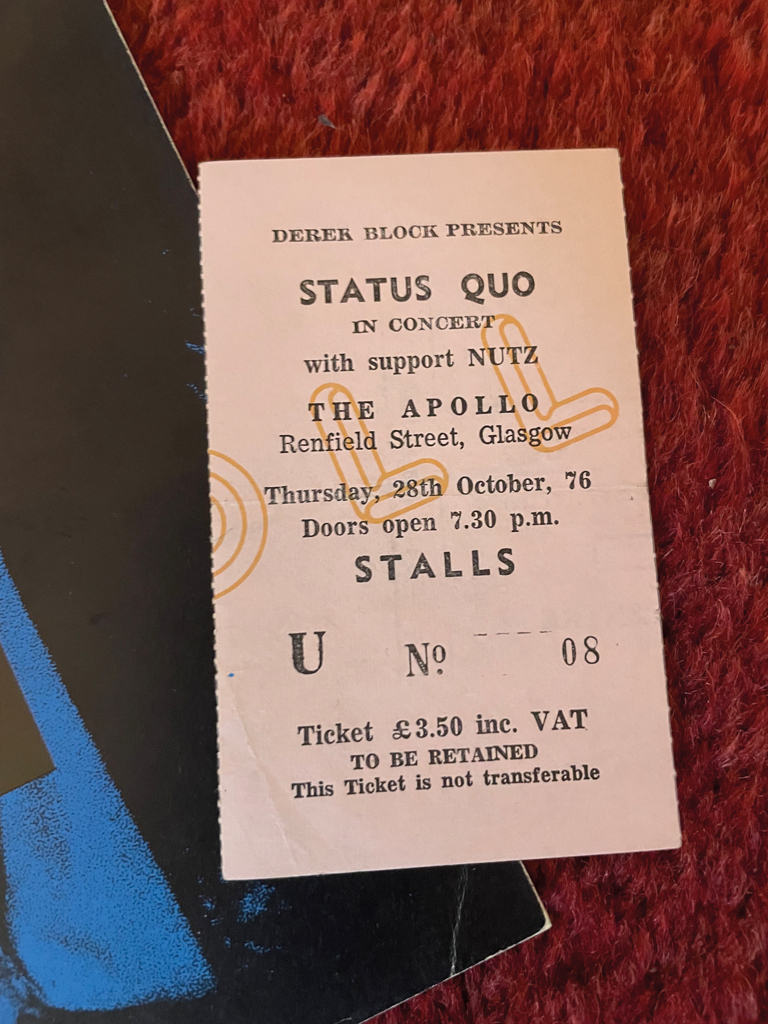 DEREK BLOCK PRESENTS
STATUS QUO
IN CONCERT
with support NUTZ
THE APOLLO
Renfield Street, Glasgow
Thursday, 28th October, 76
Doors open 7.30 p.m.
STALLS
U Nº 08
Ticket £3.50 inc. VAT
TO BE RETAINED
This Ticket is not transferable
OLL